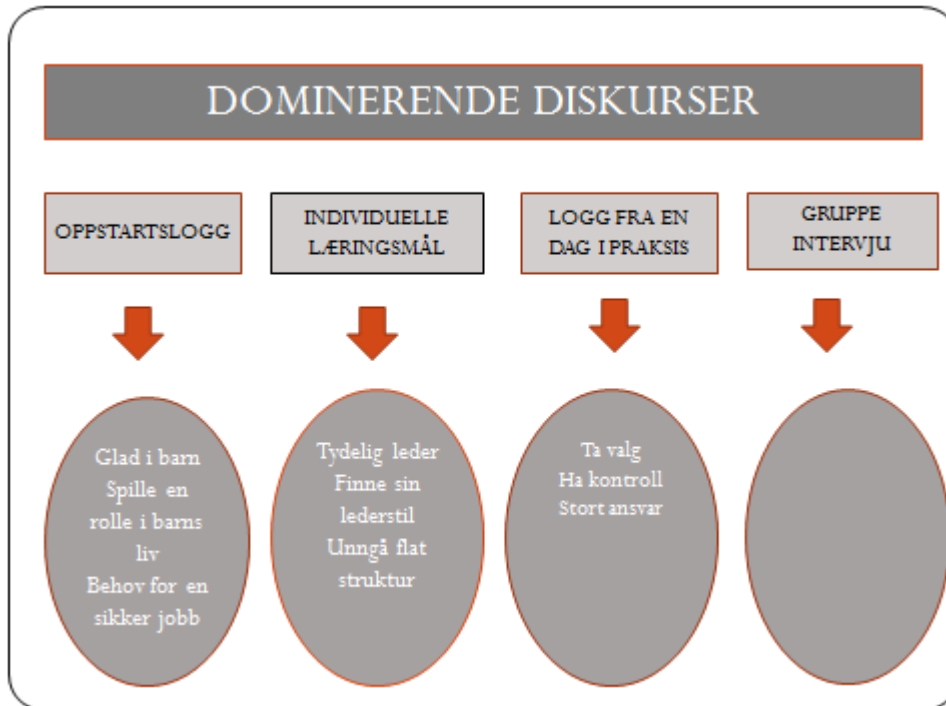 DOMINERENDE DISKURSER
OPPSTARTSLOGG
INDIVIDUELLE
LÆRINGSMÅL
LOGG FRA EN
DAG I PRAKSIS
GRUPPE
INTERVJU
Glad i barn
Spille en
rolle i barns
liv
Behov for en
sikker jobb
Tydelig leder
Finne sin
lederstil
Unngå flat
struktur
Ta valg
Ha kontroll
Stort ansvar